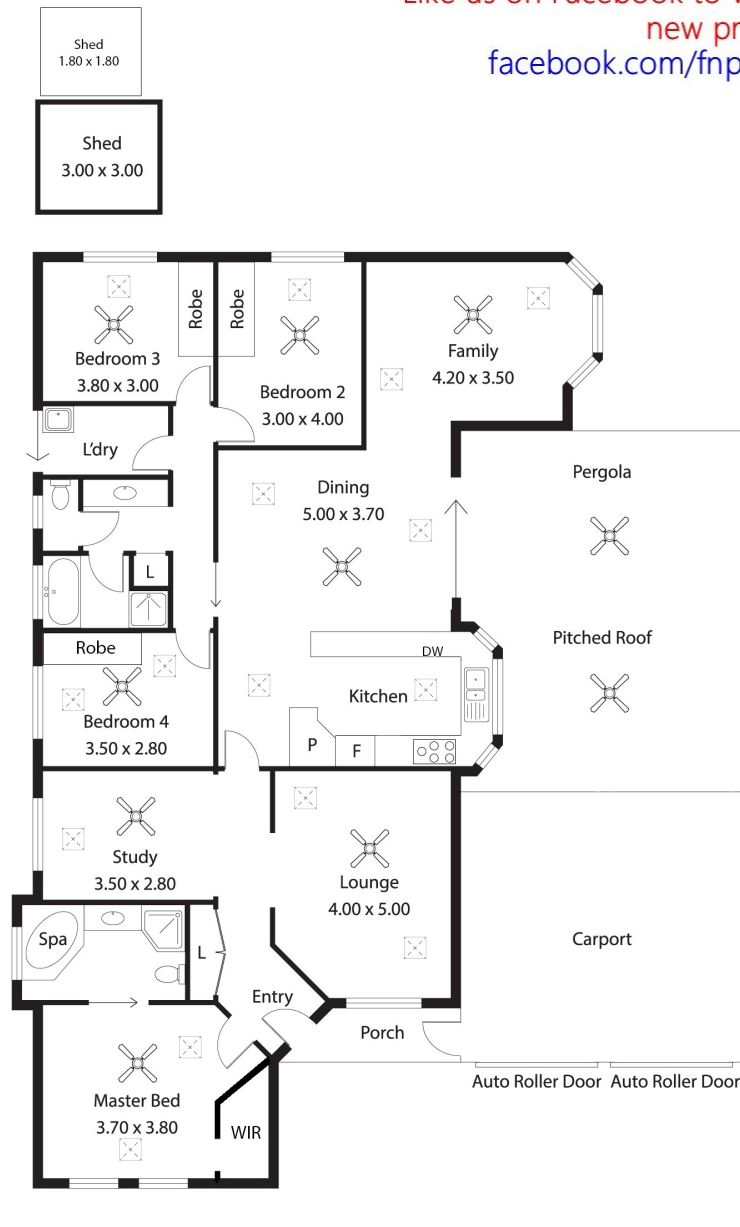 new pr
facebook.com/fnp
Shed
1.80 x 1.80
Shed
3.00 x 3.00
Robe
Robe
Bedroom 3
3.80 x 3.00
Bedroom 2
3.00 x 4.00
Family
4.20 x 3.50
L'dry
Dining
5.00 x 3.70
Pergola
L
Robe
DW
Pitched Roof
Bedroom 4
3.50 x 2.80
Kitchen
P
F
Study
3.50 x 2.80
Lounge
4.00 x 5.00
Spa
L
Carport
Entry
Porch
Master Bed
3.70 x 3.80
WIR
Auto Roller Door
Auto Roller Door